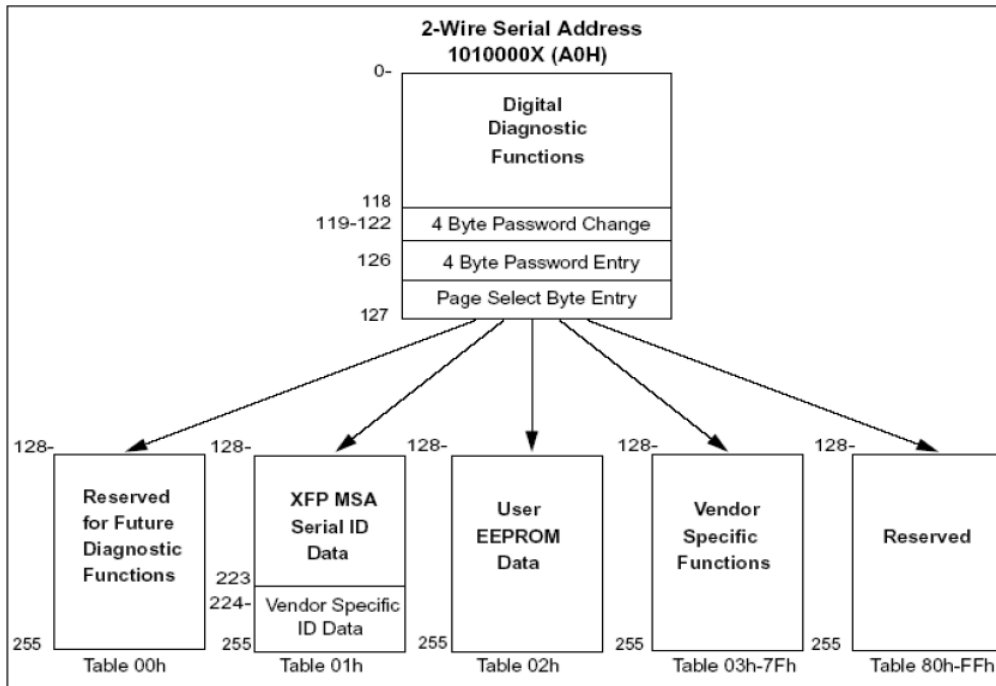 2-Wire Serial Address
1010000X (A0H)
0-
Digital
Diagnostic
Functions
118
119-122
4 Byte Password Change
126
4 Byte Password Entry
Page Select Byte Entry
127
128-
Reserved
for Future
Diagnostic
Functions
255
Table 00h
128-
XFP MSA
Serial ID
Data
223
224-
Vendor Specific
ID Data
255
Table 01h
128-
User
EEPROM
Data
255
Table 02h
128-
Vendor
Specific
Functions
255
Table 03h-7Fh
128-
Reserved
255
Table 80h-FFh